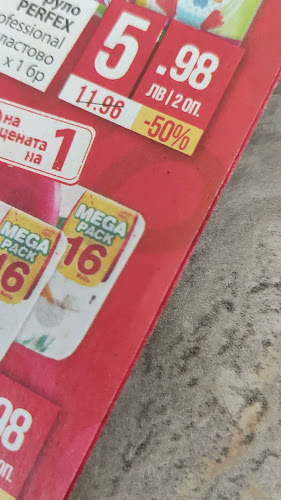 руло
PERFEX
ofessional
ластово
x 1 бр
5.98
ЛВ | 2 ОП.
11.96
-50%
на
цената
на 1
MEGA
PACK
16
MEGA
PACK
16
98
ОП.